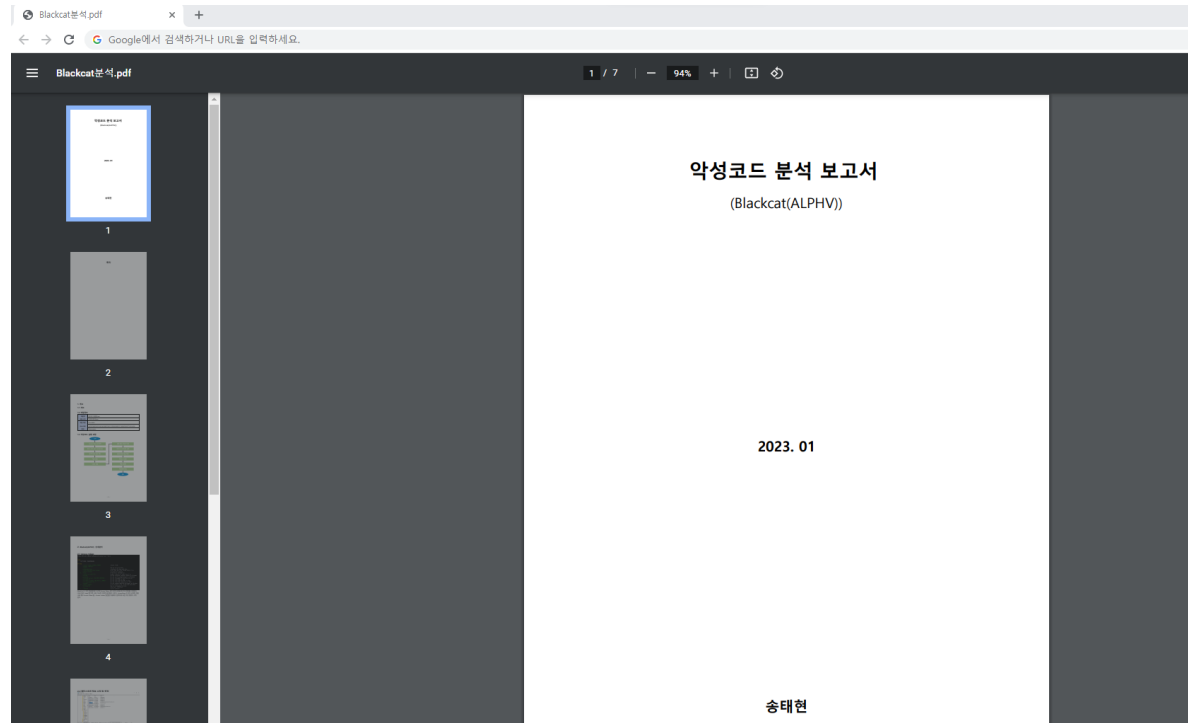 Blackcat분석.pdf
Google에서 검색하거나 URL을 입력하세요.
Blackcat분석.pdf
1 / 7
94%
1
2
3
4
악성코드 분석 보고서
(Blackcat(ALPHV))
2023. 01
송태현